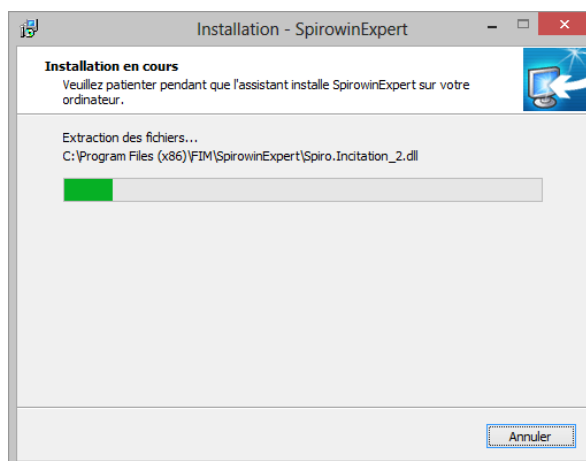 Installation - SpirowinExpert
Installation en cours
Veuillez patienter pendant que l'assistant installe SpirowinExpert sur votre
ordinateur.
Extraction des fichiers...
C:\Program Files (x86)\FIM\SpirowinExpert\Spiro.Incitation_2.dll
Annuler